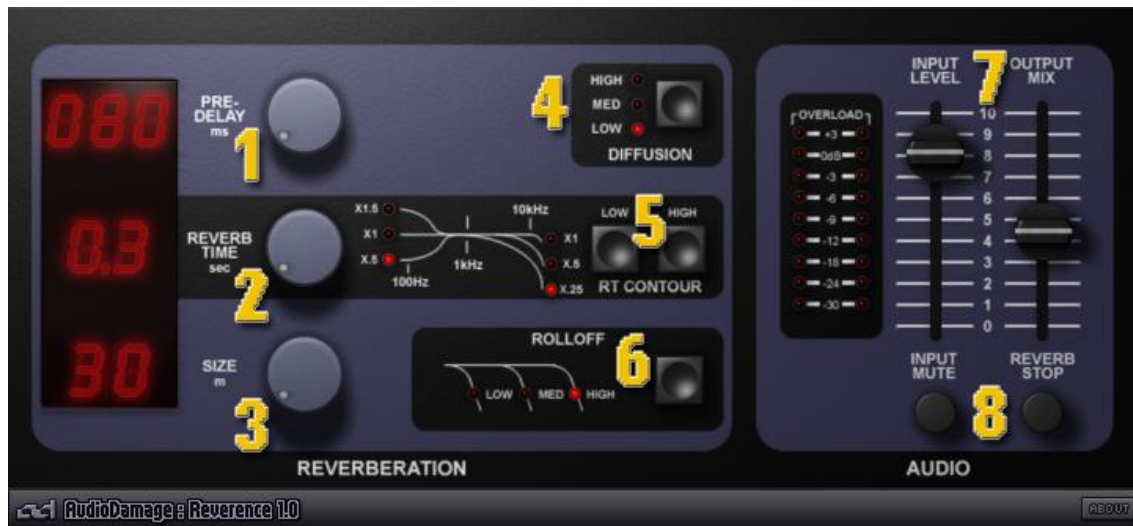 080
PRE-
DELAY
ms
1
HIGH
MED
LOW
DIFFUSION
4
0.3
REVERB
TIME
sec
2
X1.5
X1
X.5
100Hz
1kHz
10kHz
X1
X.5
X.25
LOW
HIGH
5
RT CONTOUR
30
SIZE
m
3
ROLLOFF
LOW
MED
HIGH
6
REVERBERATION
INPUT
LEVEL
7
OUTPUT
MIX
OVERLOAD
+3
0dB
-3
-6
-9
-12
-18
-24
-30
10
9
8
7
6
5
4
3
2
1
0
INPUT
MUTE
REVERB
STOP
8
AUDIO
AudioDamage : Reverence 1.0
ABOUT